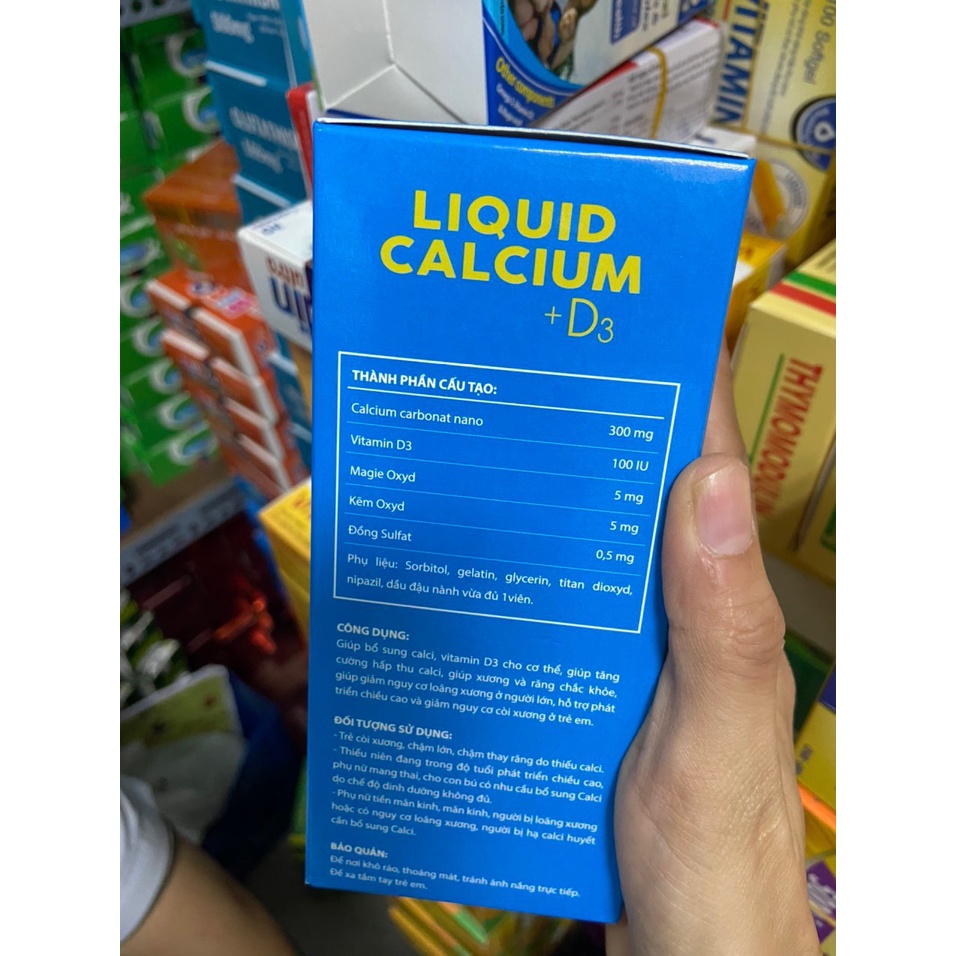 LIQUID
CALCIUM
+ D3
THÀNH PHẦN CẤU TẠO:
Calcium carbonat nano 300 mg
Vitamin D3 100 IU
Magie Oxyd 5 mg
Kẽm Oxyd 5 mg
Đồng Sulfat 0,5 mg
Phụ liệu: Sorbitol, gelatin, glycerin, titan dioxyd,
nipazil, dầu đậu nành vừa đủ 1viên.
CÔNG DỤNG:
Giúp bổ sung calci, vitamin D3 cho cơ thể, giúp tăng
cường hấp thu calci, giúp xương và răng chắc khỏe,
giúp giảm nguy cơ loãng xương ở người lớn, hỗ trợ phát
triển chiều cao và giảm nguy cơ còi xương ở trẻ em.
ĐỐI TƯỢNG SỬ DỤNG:
- Trẻ còi xương, chậm lớn, chậm thay răng do thiếu calci.
- Thiếu niên đang trong độ tuổi phát triển chiều cao,
phụ nữ mang thai, cho con bú có nhu cầu bổ sung Calci
do chế độ dinh dưỡng không đủ.
- Phụ nữ tiền mãn kinh, mãn kinh, người bị loãng xương
hoặc có nguy cơ loãng xương, người bị hạ calci huyết
cần bổ sung Calci.
BẢO QUẢN:
Để nơi khô ráo, thoáng mát, tránh ánh nắng trực tiếp.
Để xa tầm tay trẻ em.
Other components
VITAMIN
100 Softgel
THYMOMODULIN